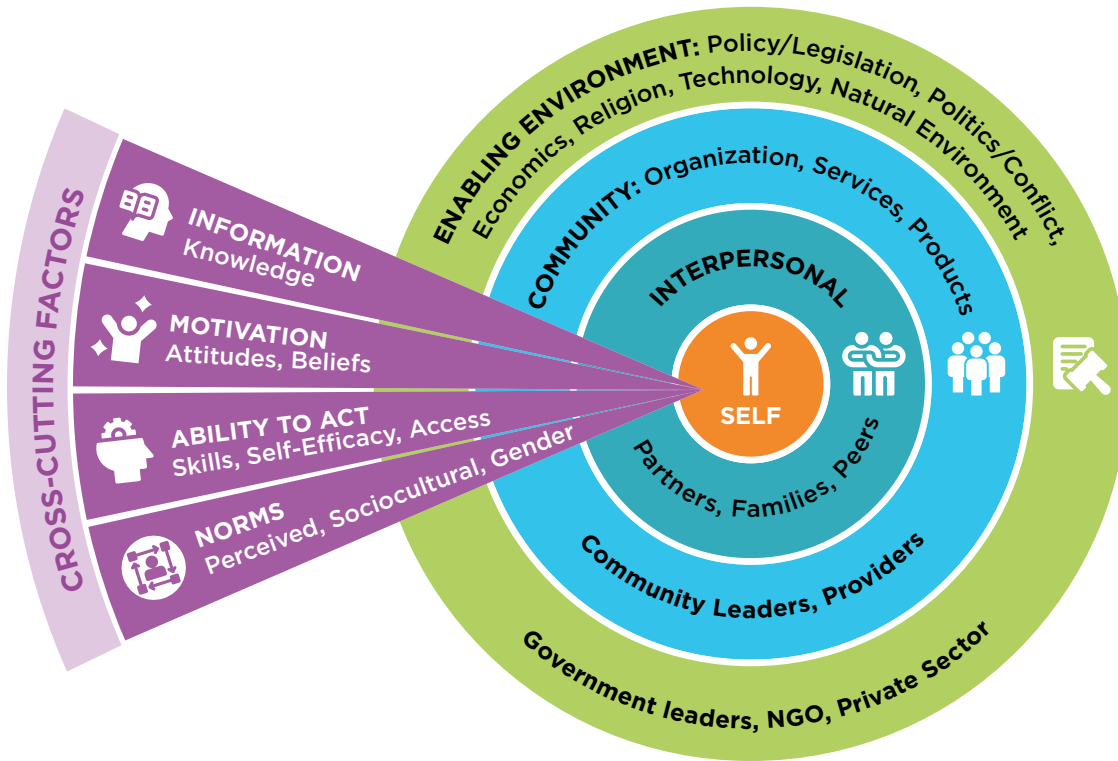 CROSS-CUTTING FACTORS
INFORMATION
Knowledge
MOTIVATION
Attitudes, Beliefs
ABILITY TO ACT
Skills, Self-Efficacy, Access
NORMS
Perceived, Sociocultural, Gender
ENABLING ENVIRONMENT: Policy/Legislation, Politics/Conflict,
Economics, Religion, Technology, Natural Environment
COMMUNITY: Organization, Services, Products
INTERPERSONAL
SELF
Partners, Families, Peers
Community Leaders, Providers
Government leaders, NGO, Private Sector